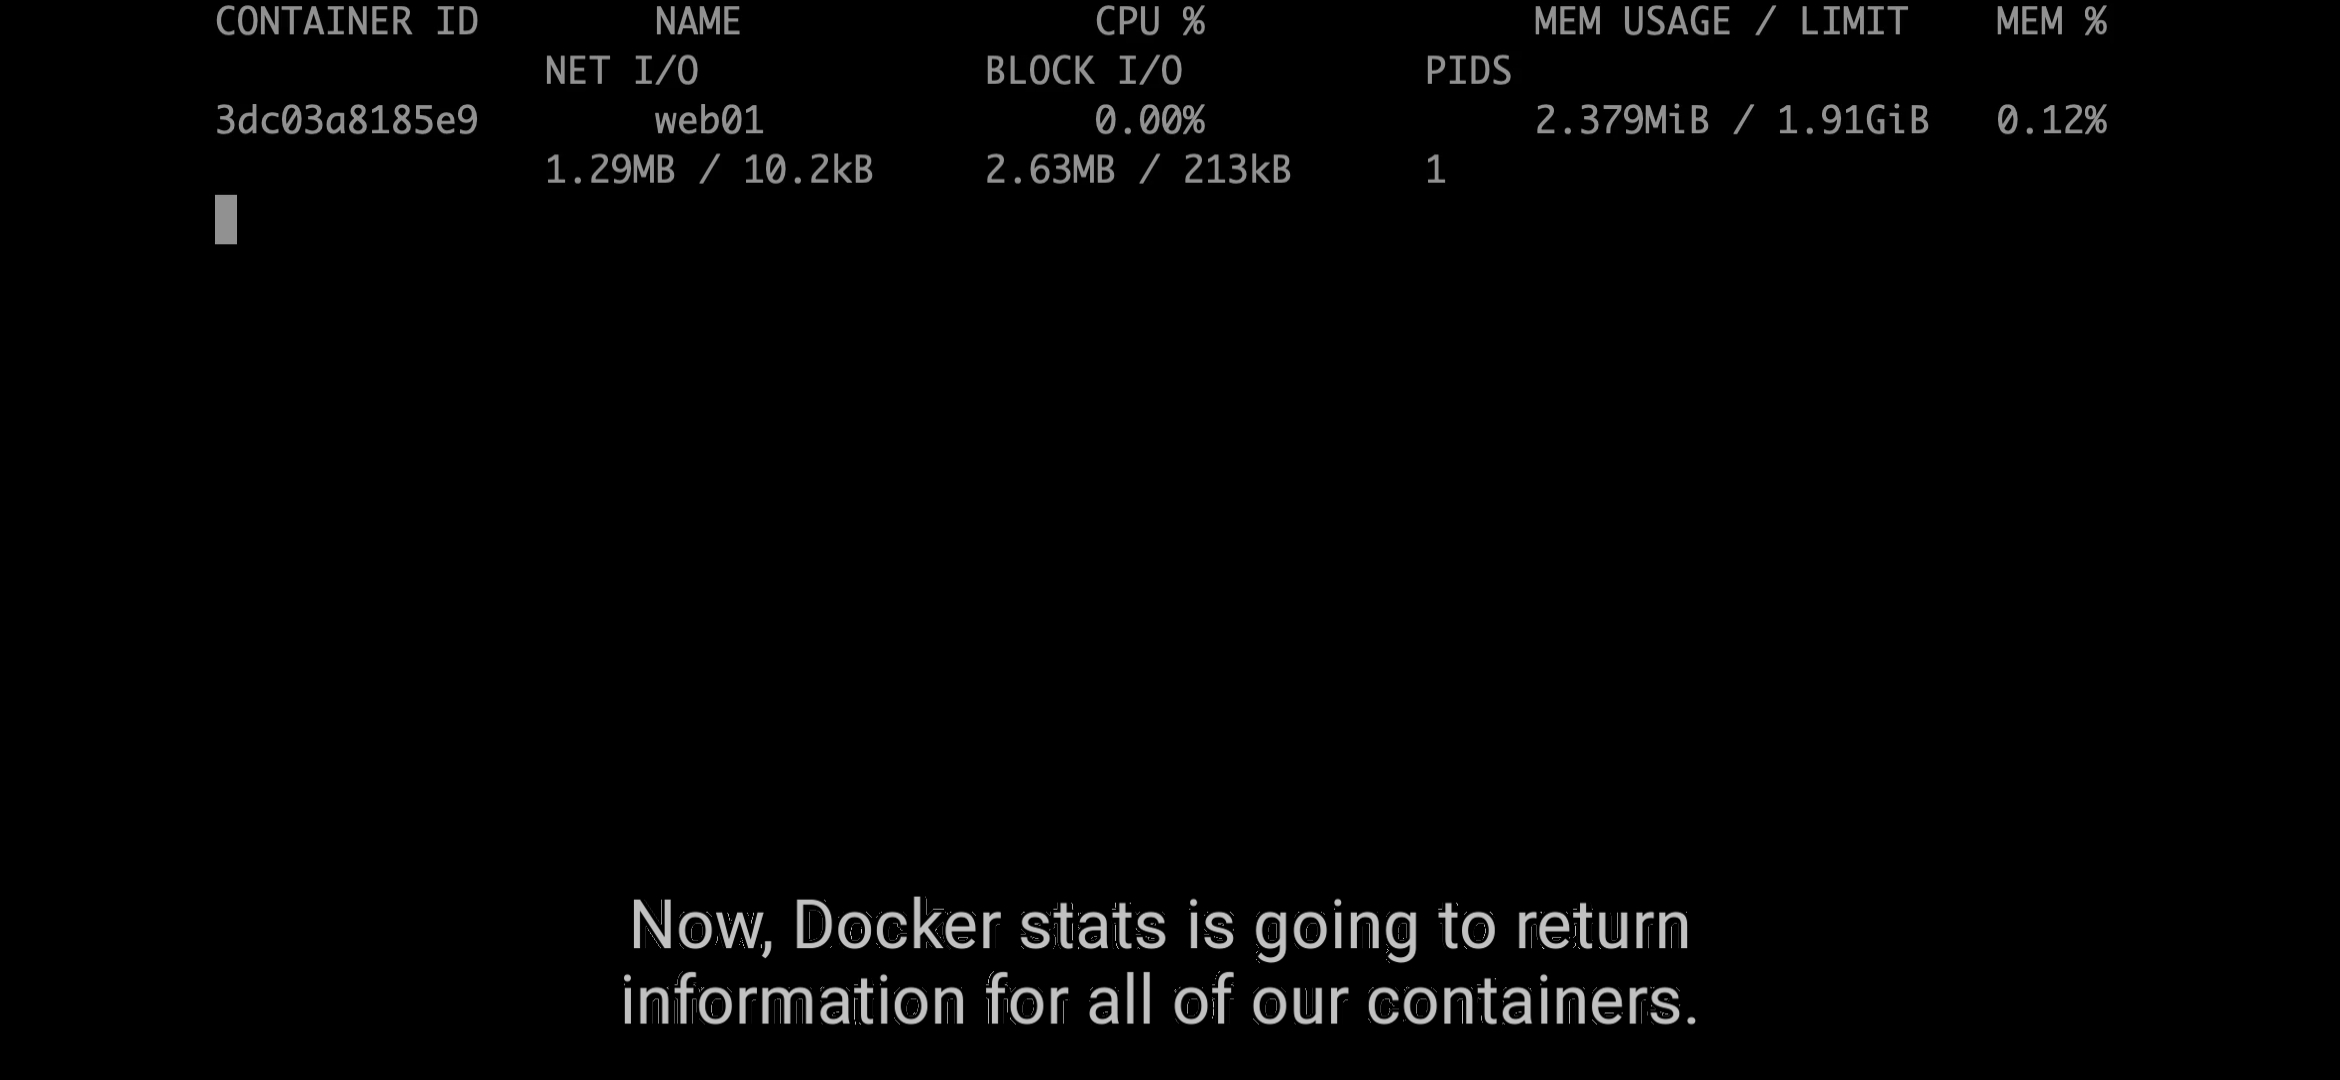 CONTAINER ID NAME CPU % MEM USAGE / LIMIT MEM %
NET I/O BLOCK I/O PIDS
3dc03a8185e9 web01 0.00% 2.379MiB / 1.91GiB 0.12%
1.29MB / 10.2kB 2.63MB / 213kB 1
Now, Docker stats is going to return
information for all of our containers.